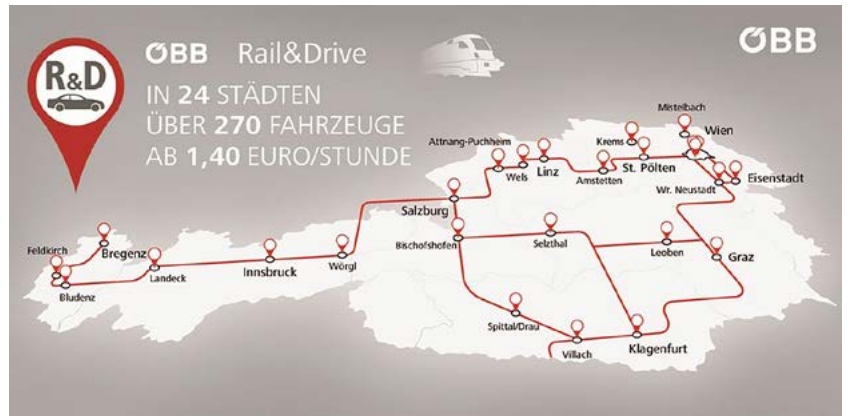 R&D
ÖBB Rail&Drive
IN 24 STÄDTEN
ÜBER 270 FAHRZEUGE
AB 1,40 EURO/STUNDE
ÖBB
Mistelbach
Wien
Krems
Attnang-Puchheim
Wels
Linz
Amstetten
St. Pölten
Wr. Neustadt
Eisenstadt
Salzburg
Bischofshofen
Selzthal
Leoben
Graz
Feldkirch
Bregenz
Bludenz
Landeck
Innsbruck
Wörgl
Spittal/Drau
Villach
Klagenfurt